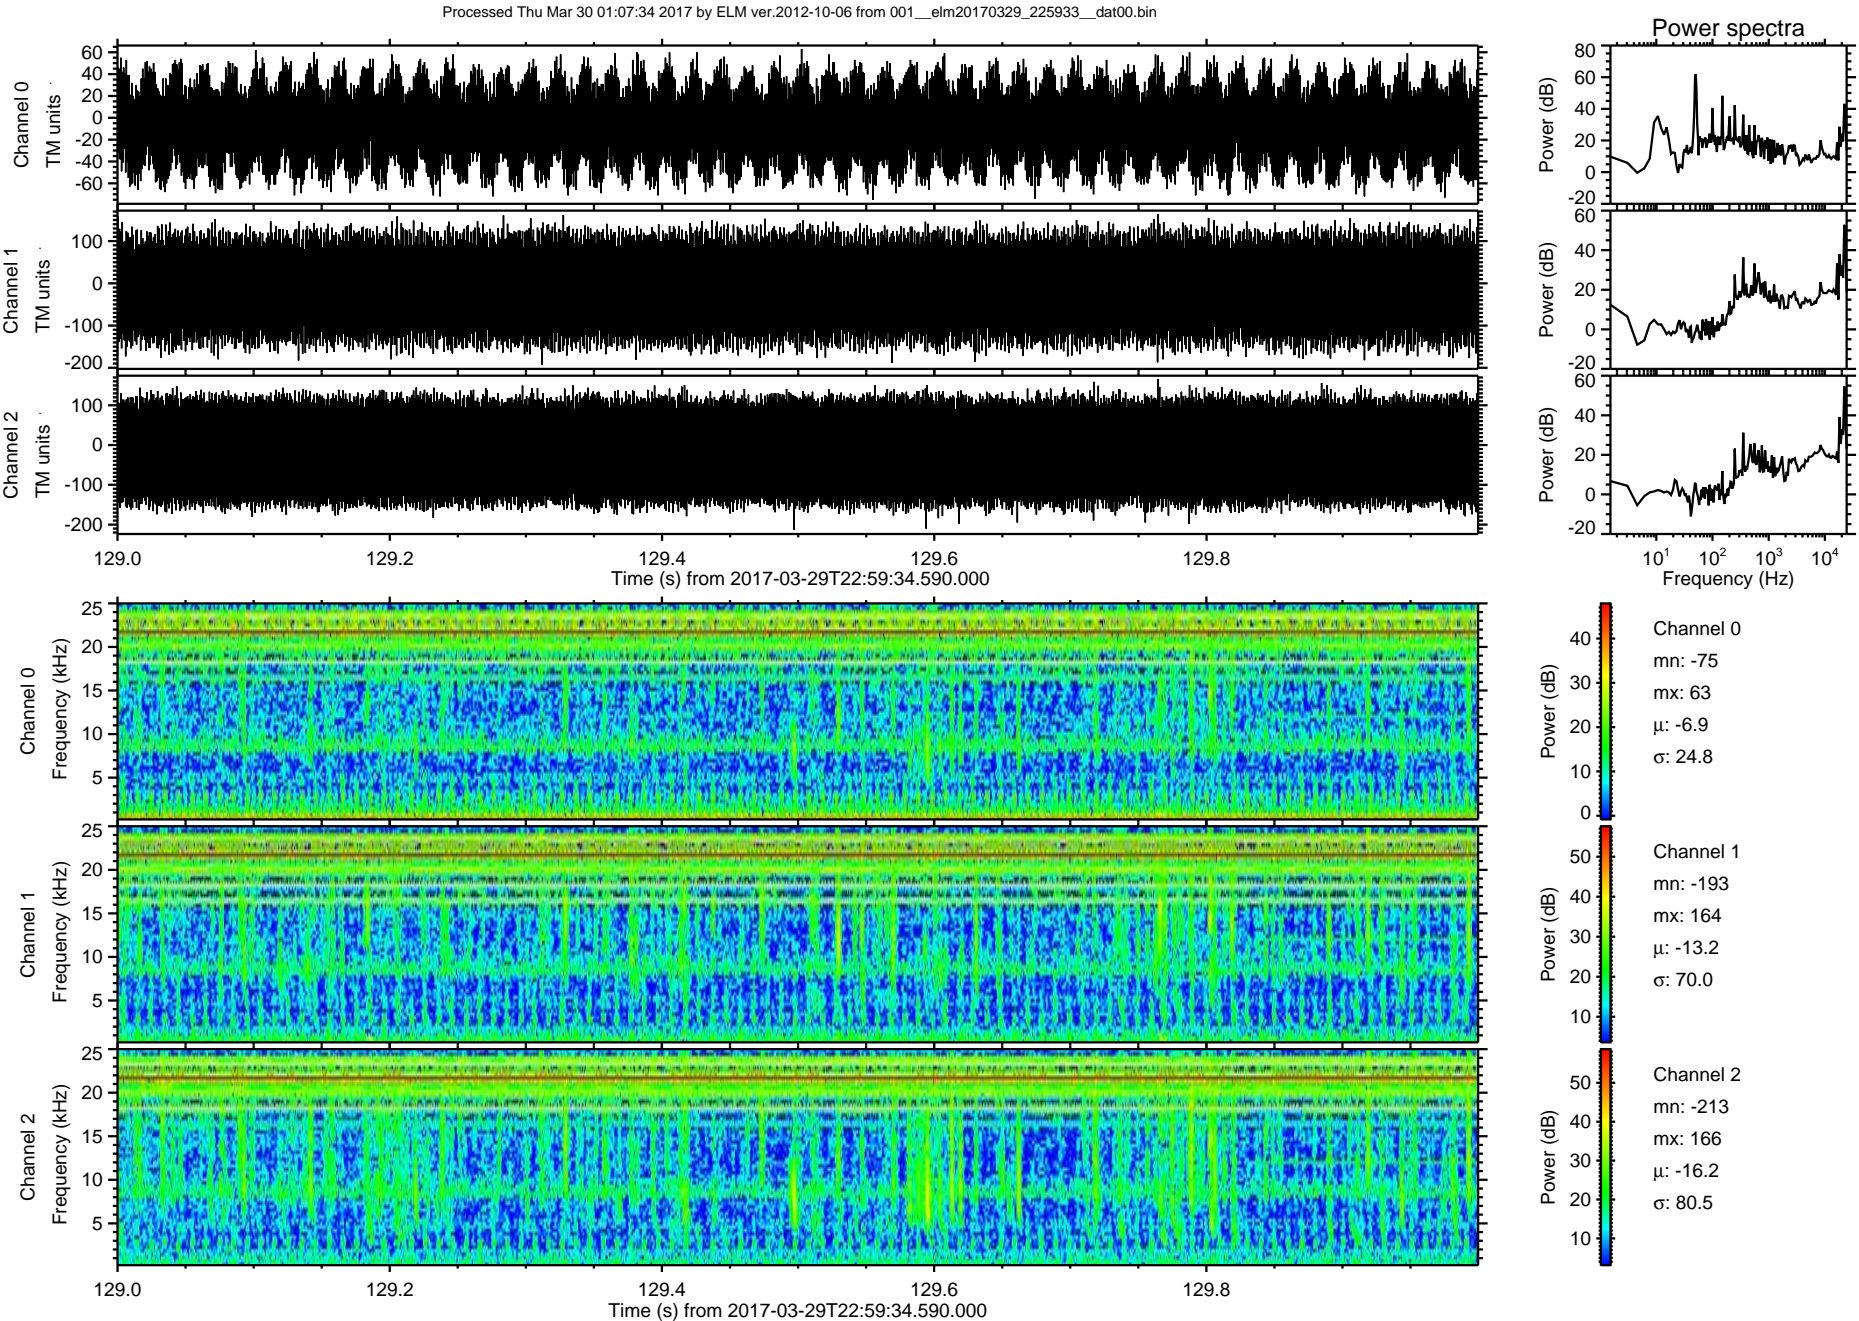 Processed Thu Mar 30 01:07:34 2017 by ELM ver.2012-10-06 from 001__elm20170329_225933__dat00.bin
Power spectra
Channel 0
TM units
60
40
20
0
-20
-40
-60
Power (dB)
80
60
40
20
0
-20
Channel 1
TM units
100
0
-100
-200
Power (dB)
60
40
20
0
-20
Channel 2
TM units
100
0
-100
-200
Power (dB)
60
40
20
0
-20
129.0 129.2 129.4 129.6 129.8
Time (s) from 2017-03-29T22:59:34.590.000
10^1 10^2 10^3 10^4
Frequency (Hz)
Channel 0
Frequency (kHz)
25
20
15
10
5
Power (dB)
40
30
20
10
0
Channel 0
mn: -75
mx: 63
μ: -6.9
σ: 24.8
Channel 1
Frequency (kHz)
25
20
15
10
5
Power (dB)
50
40
30
20
10
Channel 1
mn: -193
mx: 164
μ: -13.2
σ: 70.0
Channel 2
Frequency (kHz)
25
20
15
10
5
Power (dB)
50
40
30
20
10
Channel 2
mn: -213
mx: 166
μ: -16.2
σ: 80.5
129.0 129.2 129.4 129.6 129.8
Time (s) from 2017-03-29T22:59:34.590.000